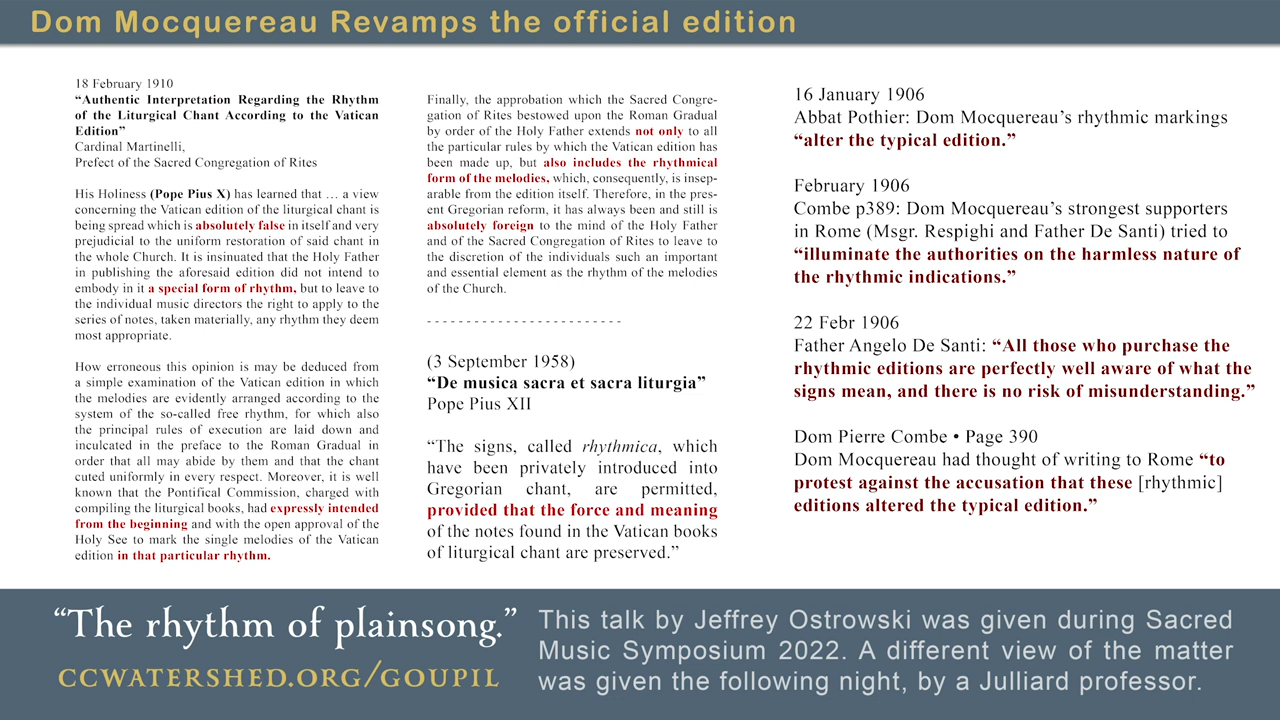 Dom Mocquereau Revamps the official edition
18 February 1910
“Authentic Interpretation Regarding the Rhythm
of the Liturgical Chant According to the Vatican
Edition”
Cardinal Martinelli,
Prefect of the Sacred Congregation of Rites
His Holiness (Pope Pius X) has learned that … a view
concerning the Vatican edition of the liturgical chant is
being spread which is absolutely false in itself and very
prejudicial to the uniform restoration of said chant in
the whole Church. It is insinuated that the Holy Father
in publishing the aforesaid edition did not intend to
embody in it a special form of rhythm, but to leave to
the individual music directors the right to apply to the
series of notes, taken materially, any rhythm they deem
most appropriate.
How erroneous this opinion is may be deduced from
a simple examination of the Vatican edition in which
the melodies are evidently arranged according to the
system of the so-called free rhythm, for which also
the principal rules of execution are laid down and
inculcated in the preface to the Roman Gradual in
order that all may abide by them and that the chant
cuted uniformly in every respect. Moreover, it is well
known that the Pontifical Commission, charged with
compiling the liturgical books, had expressly intended
from the beginning and with the open approval of the
Holy See to mark the single melodies of the Vatican
edition in that particular rhythm.
Finally, the approbation which the Sacred Congre-
gation of Rites bestowed upon the Roman Gradual
by order of the Holy Father extends not only to all
the particular rules by which the Vatican edition has
been made up, but also includes the rhythmical
form of the melodies, which, consequently, is insep-
arable from the edition itself. Therefore, in the pres-
ent Gregorian reform, it has always been and still is
absolutely foreign to the mind of the Holy Father
and of the Sacred Congregation of Rites to leave to
the discretion of the individuals such an important
and essential element as the rhythm of the melodies
of the Church.
- - - - - - - - - - - - - - - - - - - - - - - - -
(3 September 1958)
“De musica sacra et sacra liturgia”
Pope Pius XII
“The signs, called rhythmica, which
have been privately introduced into
Gregorian chant, are permitted,
provided that the force and meaning
of the notes found in the Vatican books
of liturgical chant are preserved.”
16 January 1906
Abbat Pothier: Dom Mocquereau’s rhythmic markings
“alter the typical edition.”
February 1906
Combe p389: Dom Mocquereau’s strongest supporters
in Rome (Msgr. Respighi and Father De Santi) tried to
“illuminate the authorities on the harmless nature of
the rhythmic indications.”
22 Febr 1906
Father Angelo De Santi: “All those who purchase the
rhythmic editions are perfectly well aware of what the
signs mean, and there is no risk of misunderstanding.”
Dom Pierre Combe • Page 390
Dom Mocquereau had thought of writing to Rome “to
protest against the accusation that these [rhythmic]
editions altered the typical edition.”
“The rhythm of plainsong.”
CCWATERSHED.ORG/GOUPIL
This talk by Jeffrey Ostrowski was given during Sacred
Music Symposium 2022. A different view of the matter
was given the following night, by a Julliard professor.